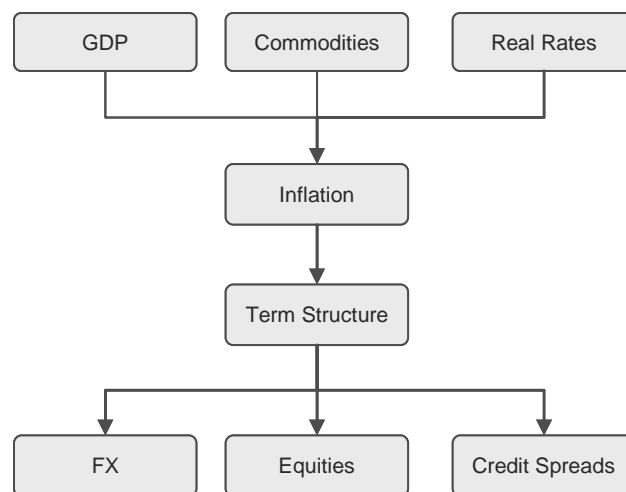 GDP
Commodities
Real Rates
Inflation
Term Structure
FX
Equities
Credit Spreads